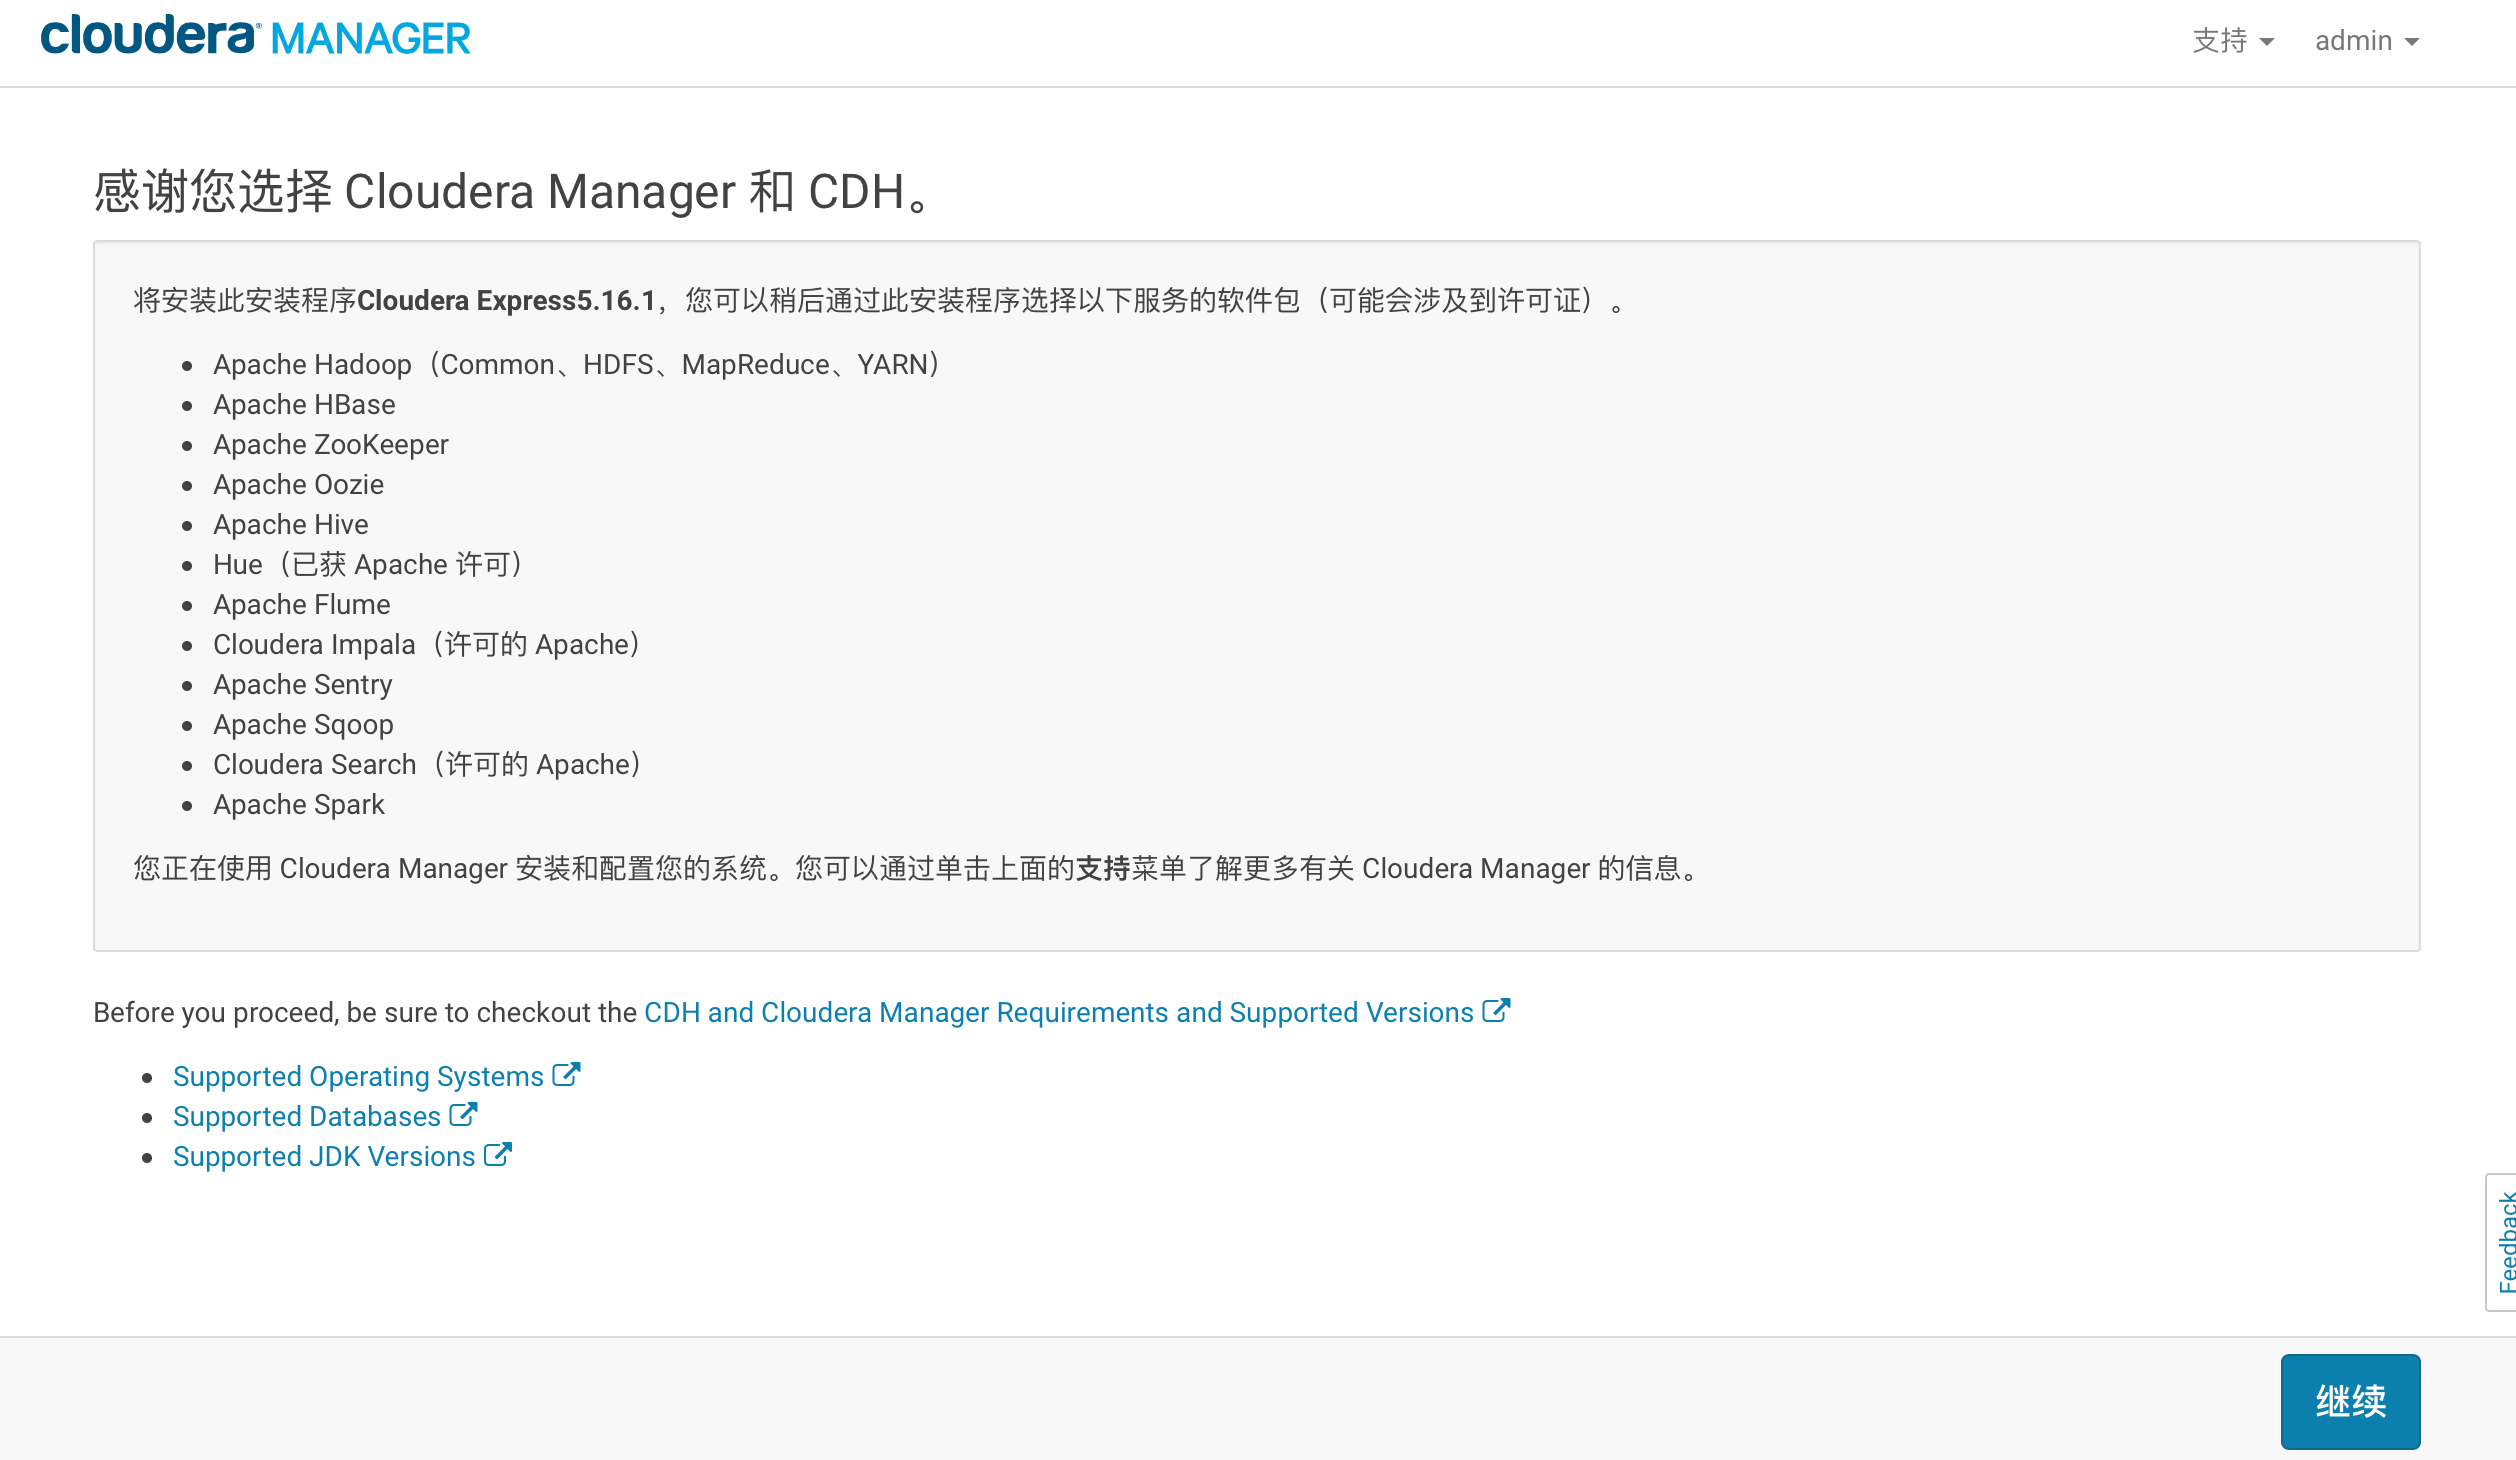 cloudera MANAGER
支持 admin
感谢您选择 Cloudera Manager 和 CDH。
将安装此安装程序Cloudera Express5.16.1，您可以稍后通过此安装程序选择以下服务的软件包（可能会涉及到许可证）。
Apache Hadoop（Common、HDFS、MapReduce、YARN）
Apache HBase
Apache ZooKeeper
Apache Oozie
Apache Hive
Hue（已获 Apache 许可）
Apache Flume
Cloudera Impala（许可的 Apache）
Apache Sentry
Apache Sqoop
Cloudera Search（许可的 Apache）
Apache Spark
您正在使用 Cloudera Manager 安装和配置您的系统。您可以通过单击上面的支持菜单了解更多有关 Cloudera Manager 的信息。
Before you proceed, be sure to checkout the CDH and Cloudera Manager Requirements and Supported Versions
Supported Operating Systems
Supported Databases
Supported JDK Versions
Feedback
继续